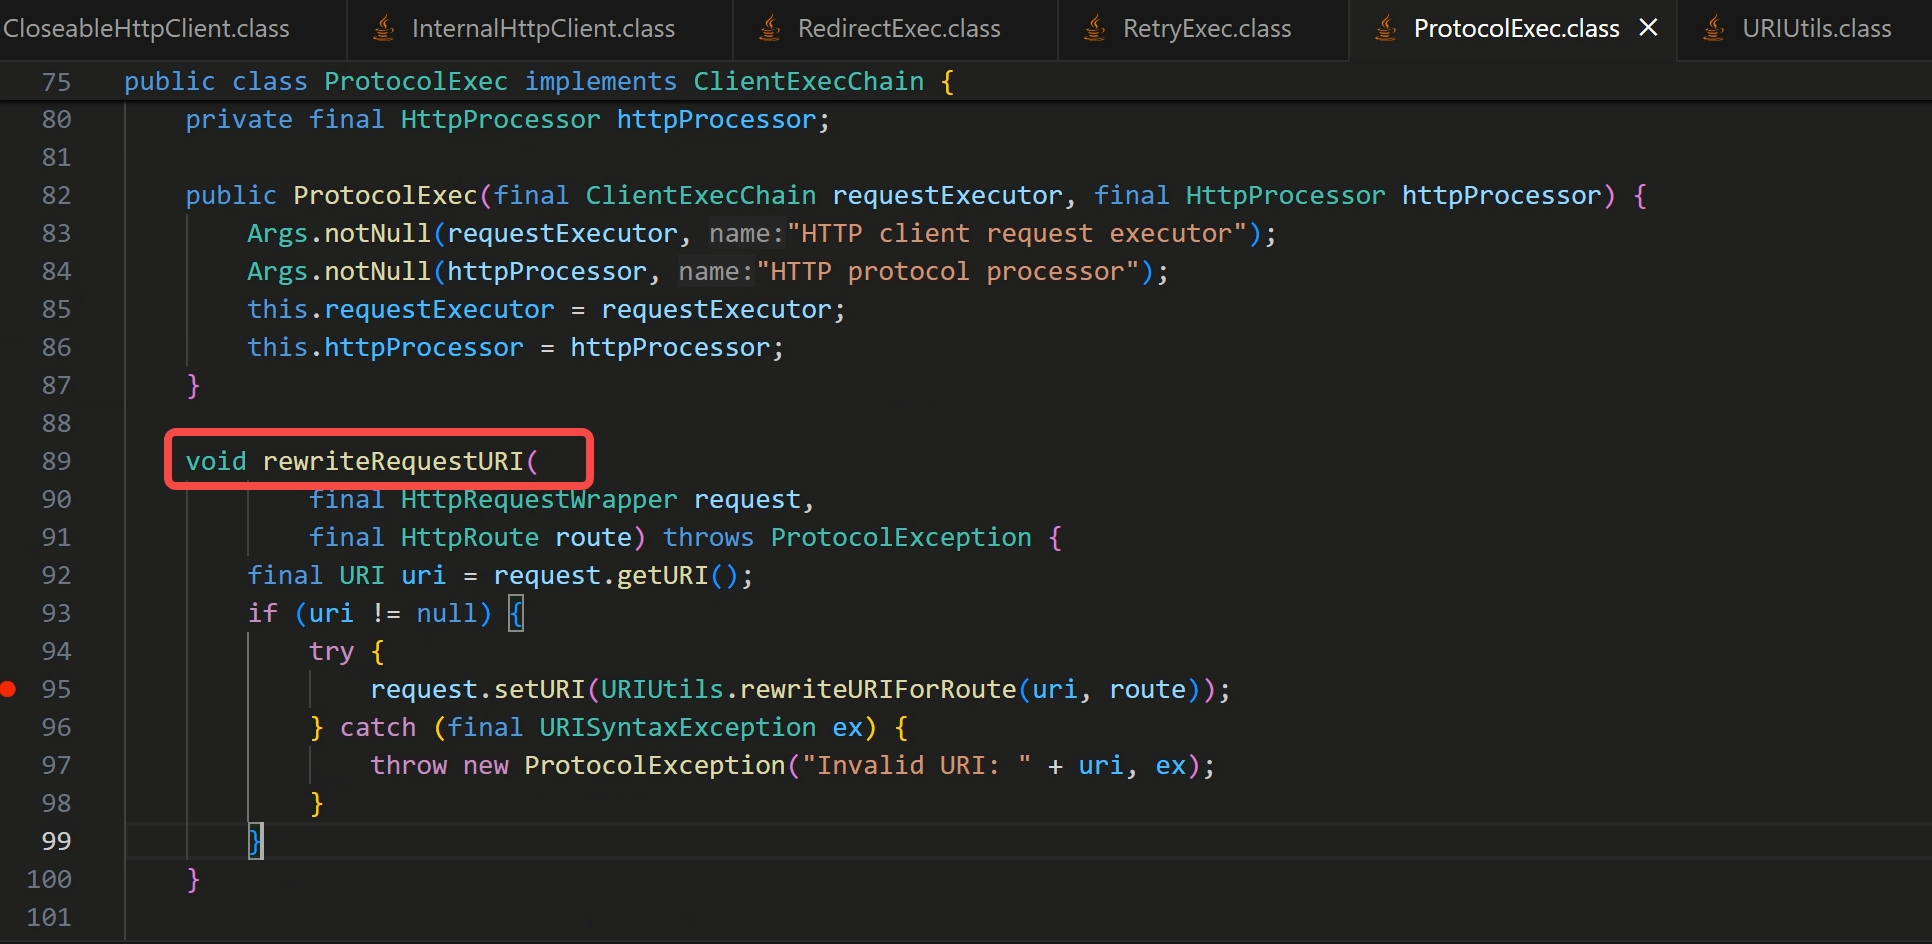 CloseableHttpClient.class InternalHttpClient.class RedirectExec.class RetryExec.class ProtocolExec.class URIUtils.class
75 public class ProtocolExec implements ClientExecChain {
80 private final HttpProcessor httpProcessor;
81
82 public ProtocolExec(final ClientExecChain requestExecutor, final HttpProcessor httpProcessor) {
83 Args.notNull(requestExecutor, name:"HTTP client request executor");
84 Args.notNull(httpProcessor, name:"HTTP protocol processor");
85 this.requestExecutor = requestExecutor;
86 this.httpProcessor = httpProcessor;
87 }
88
89 void rewriteRequestURI(
90 final HttpRequestWrapper request,
91 final HttpRoute route) throws ProtocolException {
92 final URI uri = request.getURI();
93 if (uri != null) {
94 try {
95 request.setURI(URIUtils.rewriteURIForRoute(uri, route));
96 } catch (final URISyntaxException ex) {
97 throw new ProtocolException("Invalid URI: " + uri, ex);
98 }
99 }
100 }
101